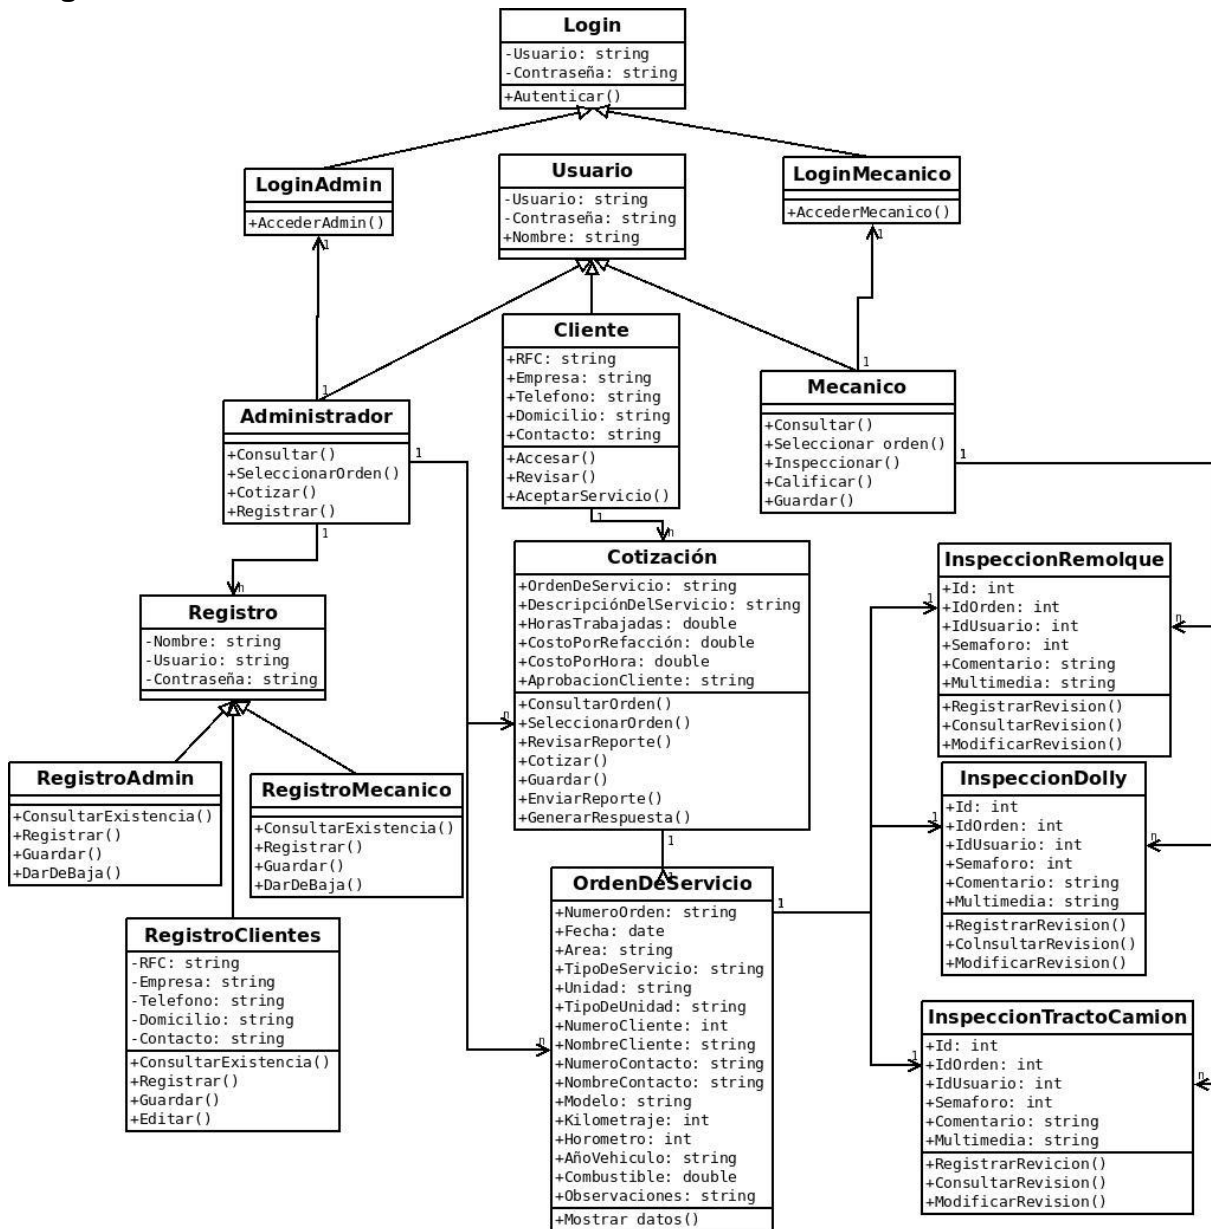 Login
-Usuario: string
-Contraseña: string
+Autenticar()
LoginAdmin
+AccederAdmin()
1
Usuario
-Usuario: string
-Contraseña: string
+Nombre: string
LoginMecanico
+AccederMecanico()
1
Cliente
+RFC: string
+Empresa: string
+Telefono: string
+Domicilio: string
+Contacto: string
+Accesar()
+Revisar()
+AceptarServicio()
1
n
1
Administrador
+Consultar()
+SeleccionarOrden()
+Cotizar()
+Registrar()
1
1
1
Mecanico
+Consultar()
+Seleccionar orden()
+Inspeccionar()
+Calificar()
+Guardar()
1
n
Registro
-Nombre: string
-Usuario: string
-Contraseña: string
Cotización
+OrdenDeServicio: string
+DescripciónDelServicio: string
+HorasTrabajadas: double
+CostoPorRefacción: double
+CostoPorHora: double
+AprobacionCliente: string
+ConsultarOrden()
+SeleccionarOrden()
+RevisarReporte()
+Cotizar()
+Guardar()
+EnviarReporte()
+GenerarRespuesta()
n
1
1
InspeccionRemolque
+Id: int
+IdOrden: int
+IdUsuario: int
+Semaforo: int
+Comentario: string
+Multimedia: string
+RegistrarRevision()
+ConsultarRevision()
+ModificarRevision()
1
n
RegistroAdmin
+ConsultarExistencia()
+Registrar()
+Guardar()
+DarDeBaja()
RegistroMecanico
+ConsultarExistencia()
+Registrar()
+Guardar()
+DarDeBaja()
InspeccionDolly
+Id: int
+IdOrden: int
+IdUsuario: int
+Semaforo: int
+Comentario: string
+Multimedia: string
+RegistrarRevision()
+ColnsultarRevision()
+ModificarRevision()
1
n
RegistroClientes
-RFC: string
-Empresa: string
-Telefono: string
-Domicilio: string
-Contacto: string
+ConsultarExistencia()
+Registrar()
+Guardar()
+Editar()
OrdenDeServicio
+NumeroOrden: string
+Fecha: date
+Area: string
+TipoDeServicio: string
+Unidad: string
+TipoDeUnidad: string
+NumeroCliente: int
+NombreCliente: string
+NumeroContacto: string
+NombreContacto: string
+Modelo: string
+Kilometraje: int
+Horometro: int
+AñoVehiculo: string
+Combustible: double
+Observaciones: string
+Mostrar datos()
n
1
InspeccionTractoCamion
+Id: int
+IdOrden: int
+IdUsuario: int
+Semaforo: int
+Comentario: string
+Multimedia: string
+RegistrarRevicion()
+ConsultarRevision()
+ModificarRevision()
1
n